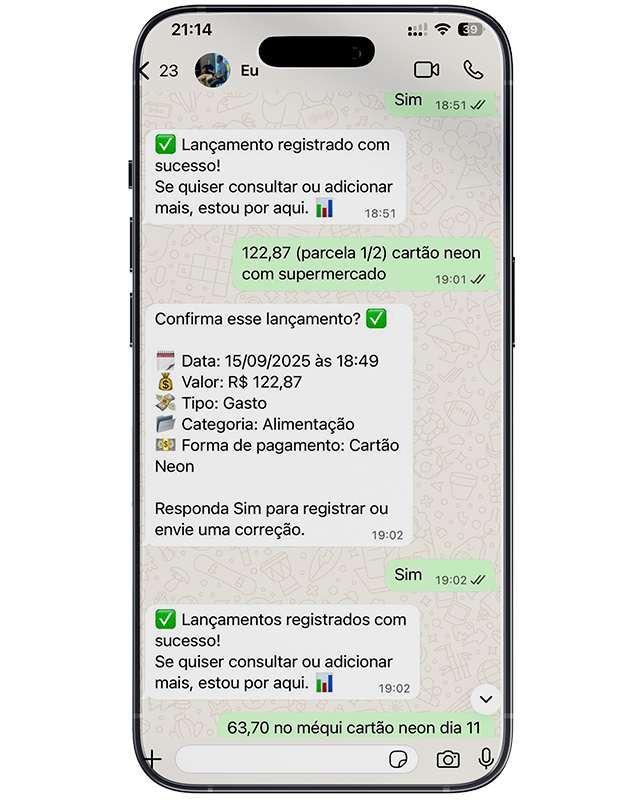 21:14
39
23
Eu
Sim
18:51
✅ Lançamento registrado com
sucesso!
Se quiser consultar ou adicionar
mais, estou por aqui. 📊
18:51
122,87 (parcela 1/2) cartão neon
com supermercado
19:01
Confirma esse lançamento? ✅
🗓️ Data: 15/09/2025 às 18:49
💰 Valor: R$ 122,87
💸 Tipo: Gasto
📂 Categoria: Alimentação
💵 Forma de pagamento: Cartão
Neon
Responda Sim para registrar ou
envie uma correção.
19:02
Sim
19:02
✅ Lançamentos registrados com
sucesso!
Se quiser consultar ou adicionar
mais, estou por aqui. 📊
19:02
63,70 no méqui cartão neon dia 11